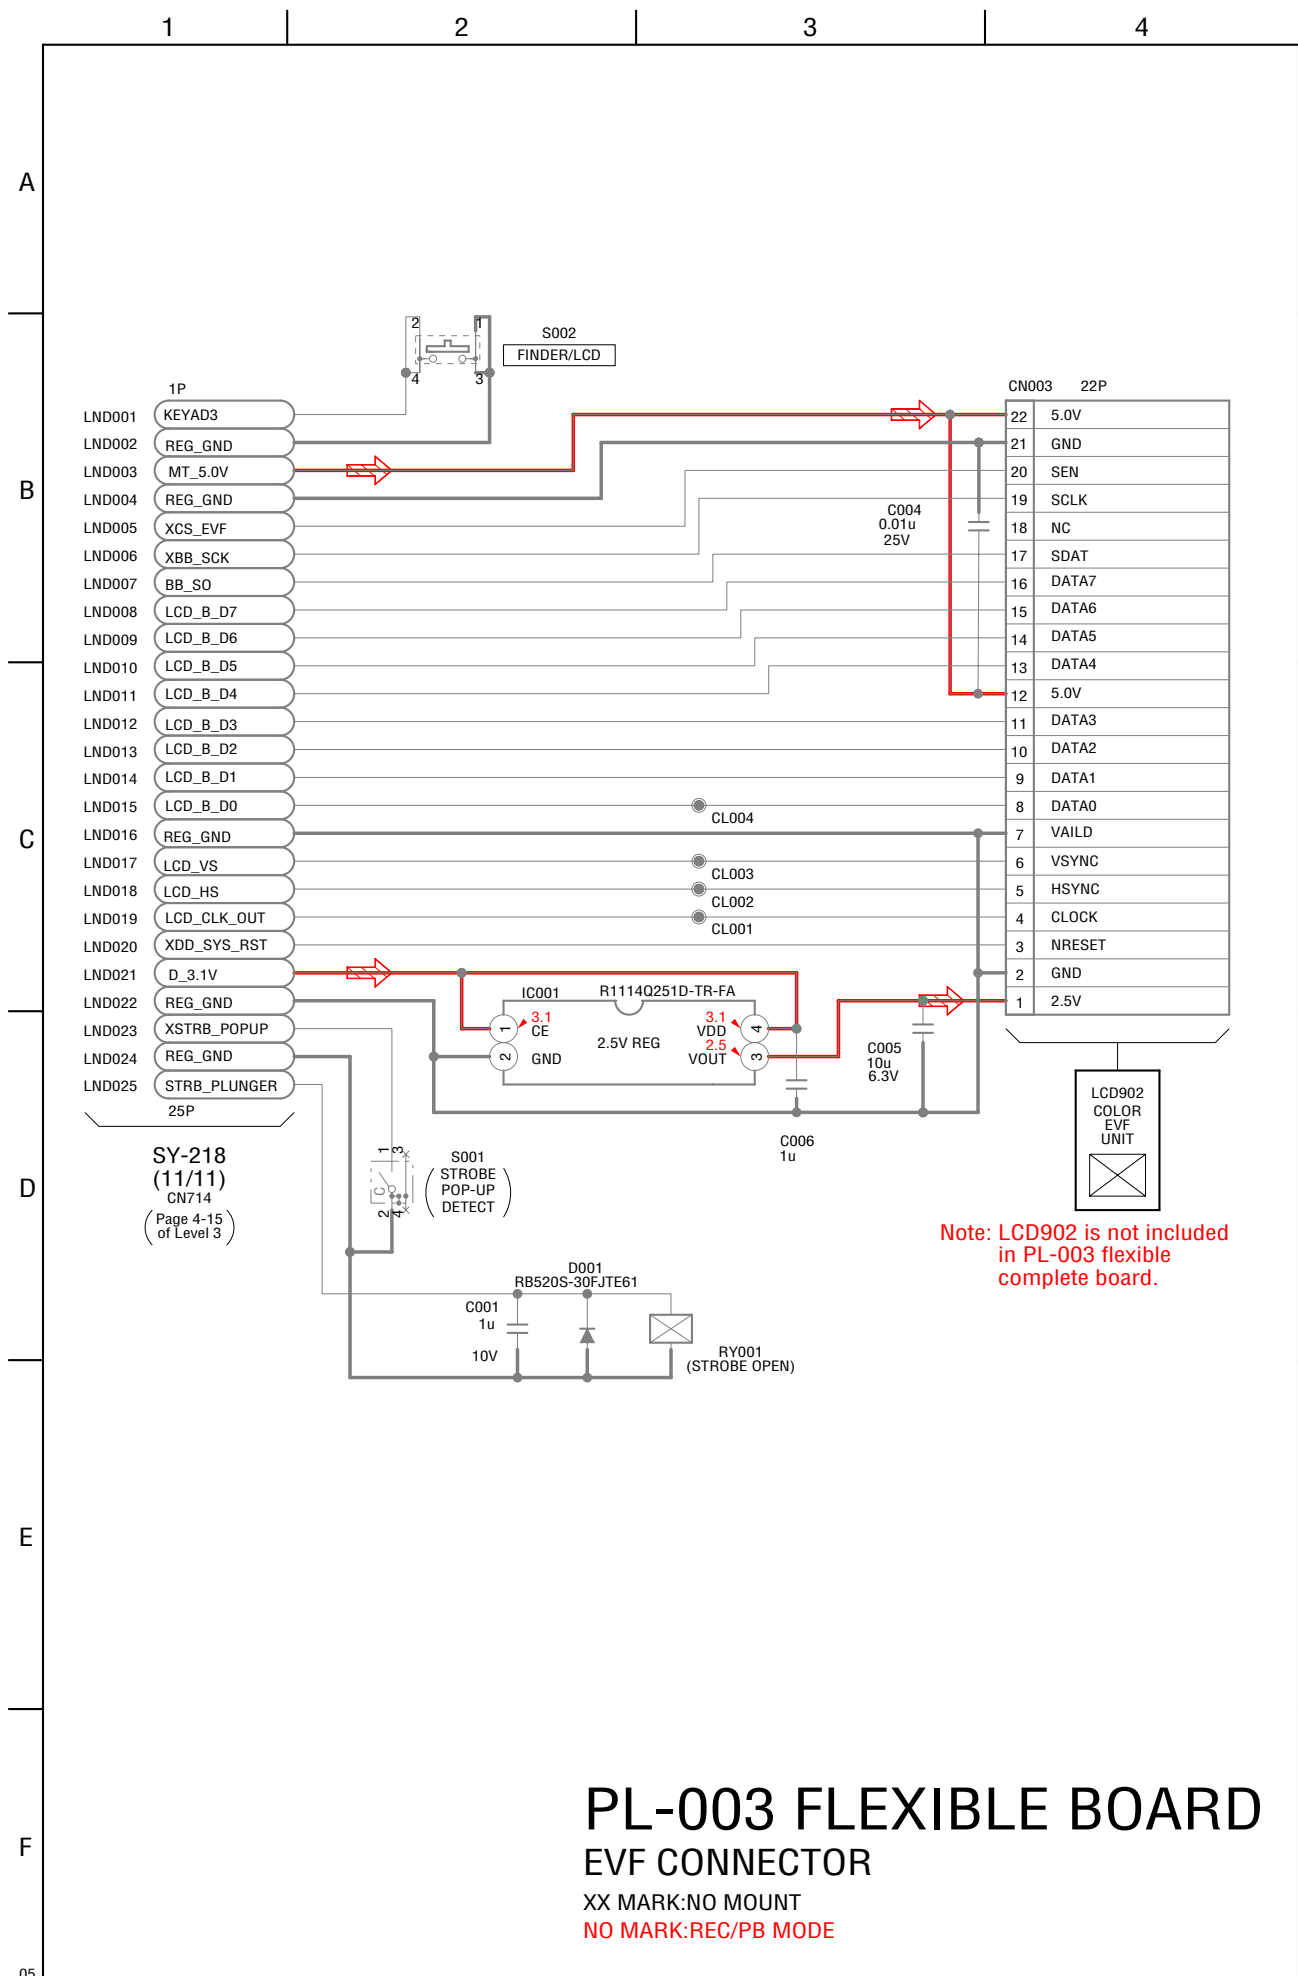 1 2 3 4
A
B
C
D
E
F
2 1
4 3
S002
FINDER/LCD
1P
LND001 KEYAD3
LND002 REG_GND
LND003 MT_5.0V
LND004 REG_GND
LND005 XCS_EVF
LND006 XBB_SCK
LND007 BB_SO
LND008 LCD_B_D7
LND009 LCD_B_D6
LND010 LCD_B_D5
LND011 LCD_B_D4
LND012 LCD_B_D3
LND013 LCD_B_D2
LND014 LCD_B_D1
LND015 LCD_B_D0
LND016 REG_GND
LND017 LCD_VS
LND018 LCD_HS
LND019 LCD_CLK_OUT
LND020 XDD_SYS_RST
LND021 D_3.1V
LND022 REG_GND
LND023 XSTRB_POPUP
LND024 REG_GND
LND025 STRB_PLUNGER
25P
SY-218
(11/11)
CN714
(Page 4-15
of Level 3)
CN003 22P
22 5.0V
21 GND
20 SEN
19 SCLK
18 NC
17 SDAT
16 DATA7
15 DATA6
14 DATA5
13 DATA4
12 5.0V
11 DATA3
10 DATA2
9 DATA1
8 DATA0
7 VAILD
6 VSYNC
5 HSYNC
4 CLOCK
3 NRESET
2 GND
1 2.5V
C004
0.01u
25V
CL004
CL003
CL002
CL001
IC001 R1114Q251D-TR-FA
1 3.1 CE
2 GND
2.5V REG
3.1 VDD 4
2.5 VOUT 3
C005
10u
6.3V
C006
1u
LCD902
COLOR
EVF
UNIT
Note: LCD902 is not included
in PL-003 flexible
complete board.
1 3
C
2 4
S001
(STROBE
POP-UP
DETECT)
D001
RB520S-30FJTE61
C001
1u
10V
RY001
(STROBE OPEN)
PL-003 FLEXIBLE BOARD
EVF CONNECTOR
XX MARK:NO MOUNT
NO MARK:REC/PB MODE
05